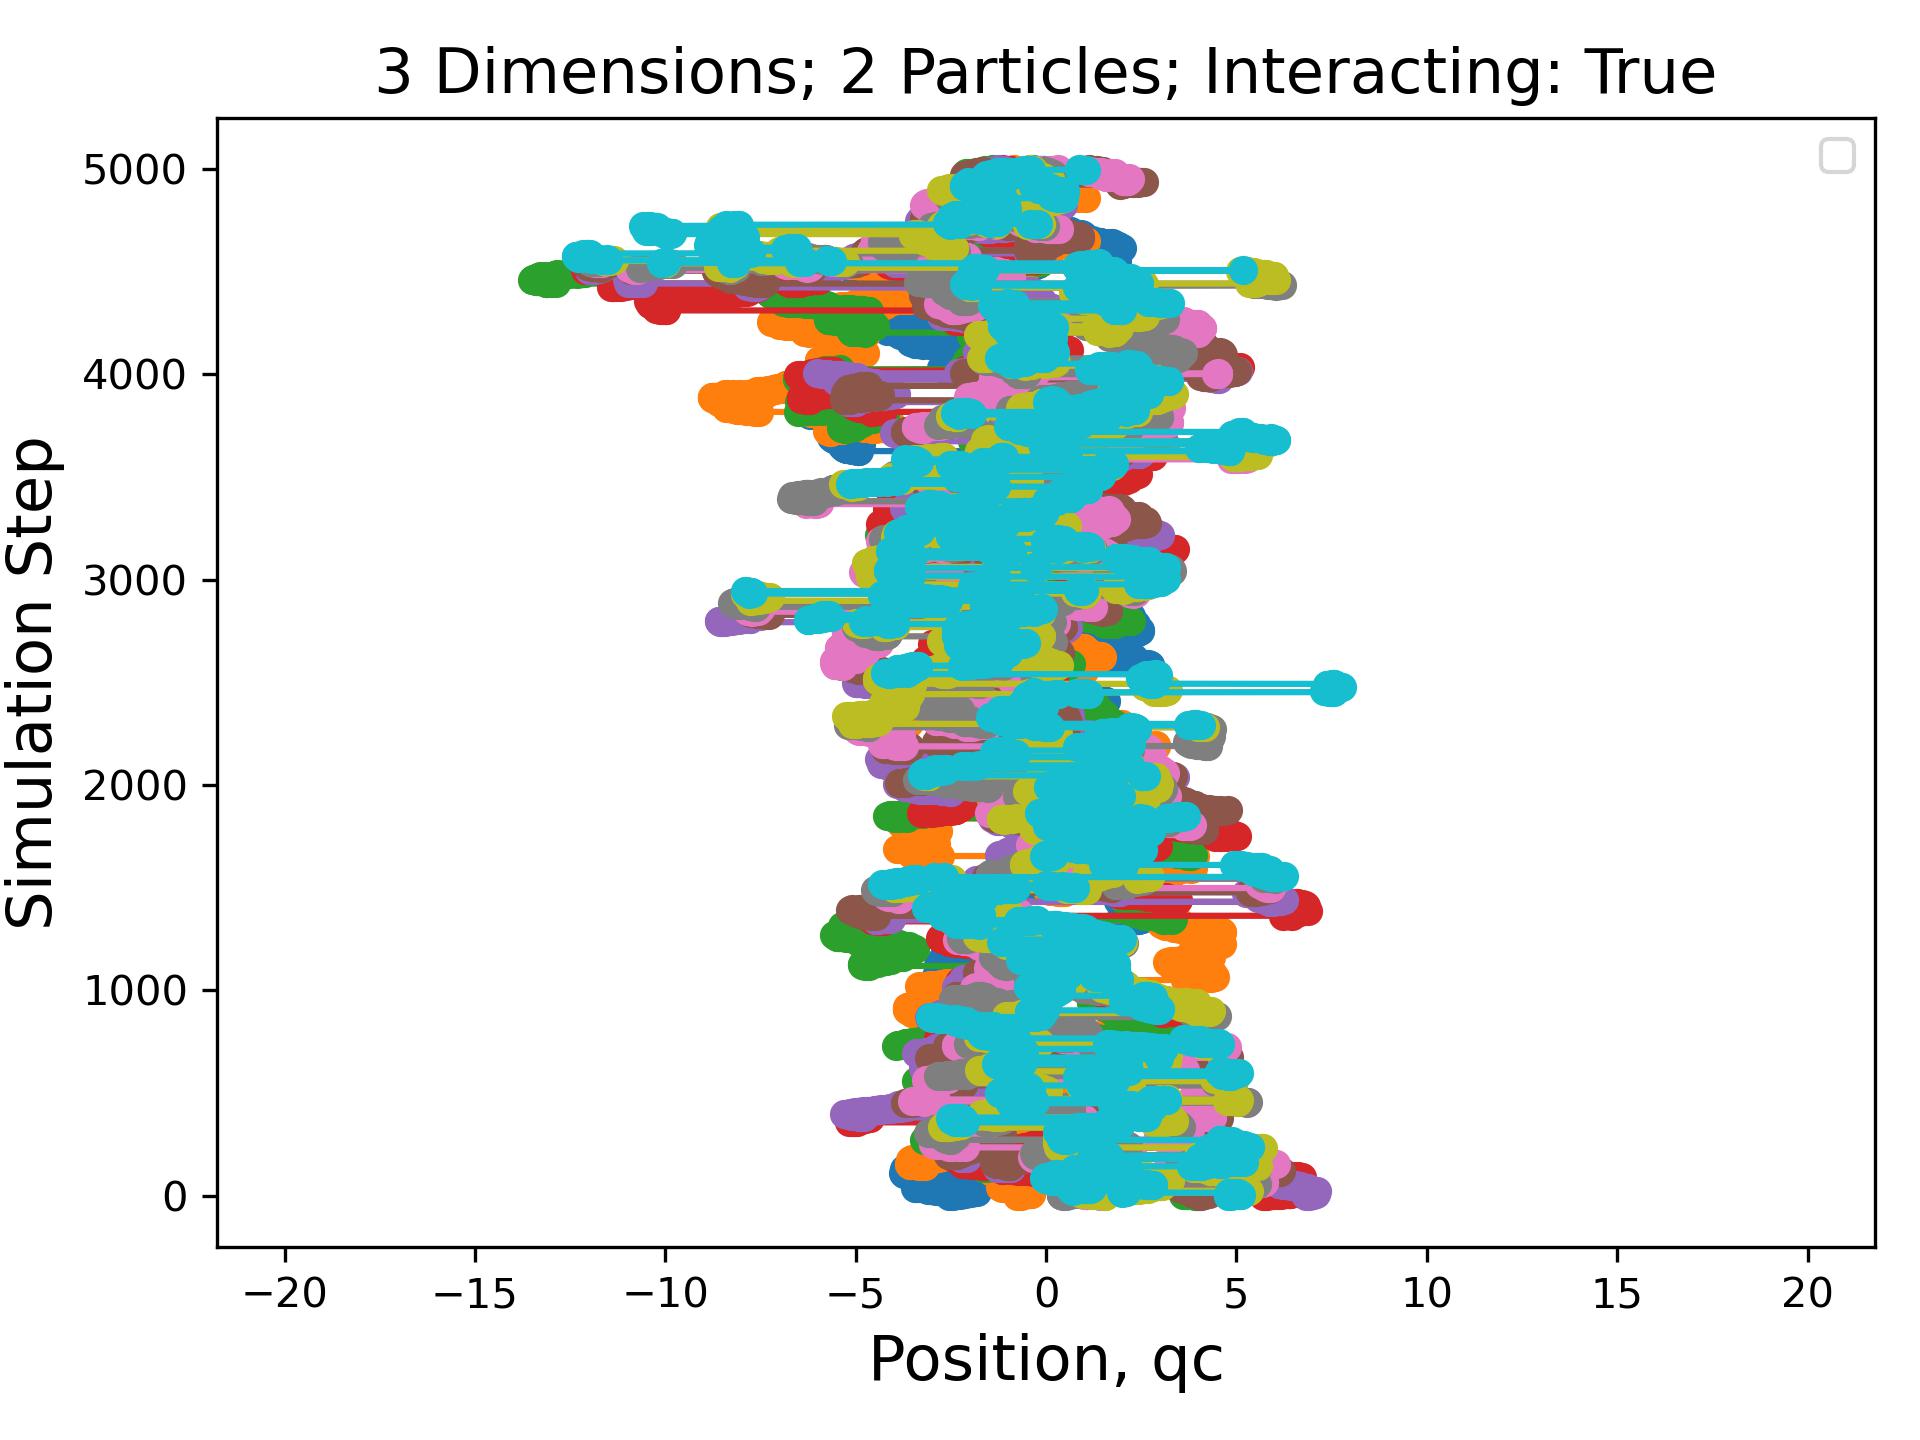 3 Dimensions; 2 Particles; Interacting: True
5000
4000
3000
2000
1000
0
Simulation Step
−20 −15 −10 −5 0 5 10 15 20
Position, qc